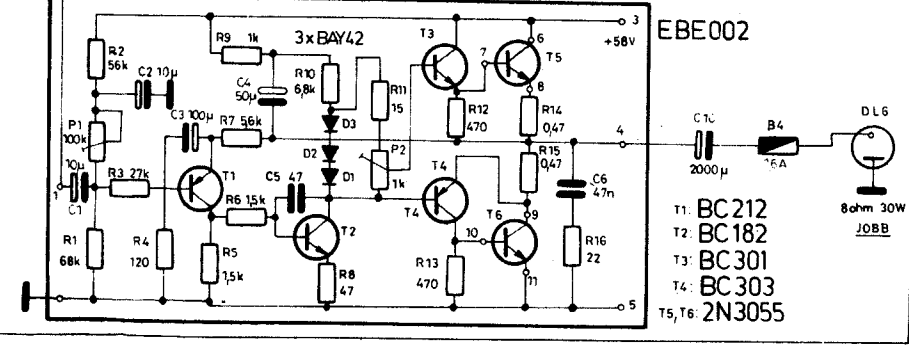 R9 1k
3xBAY42
T3
3
+58V
EBE002
R2
56k
C2 10µ
C4
50µ
R10
6,8k
R11
15
7
6
T5
8
P1
100k
C3 100µ
R7 5,6k
D3
R12
470
R14
0,47
4
C10
2000µ
B4
DL6
10µ
1
C1
R3 27k
T1
D2
D1
P2
1k
R15
0,47
C5 47
T4
T4
C6
47n
8ohm 30W
JOBB
R6 1,5k
T2
T6
9
10
11
R1
68k
R4
120
R5
1,5k
R8
47
R13
470
R16
22
5
T1: BC212
T2: BC182
T3: BC301
T4: BC303
T5,T6: 2N3055